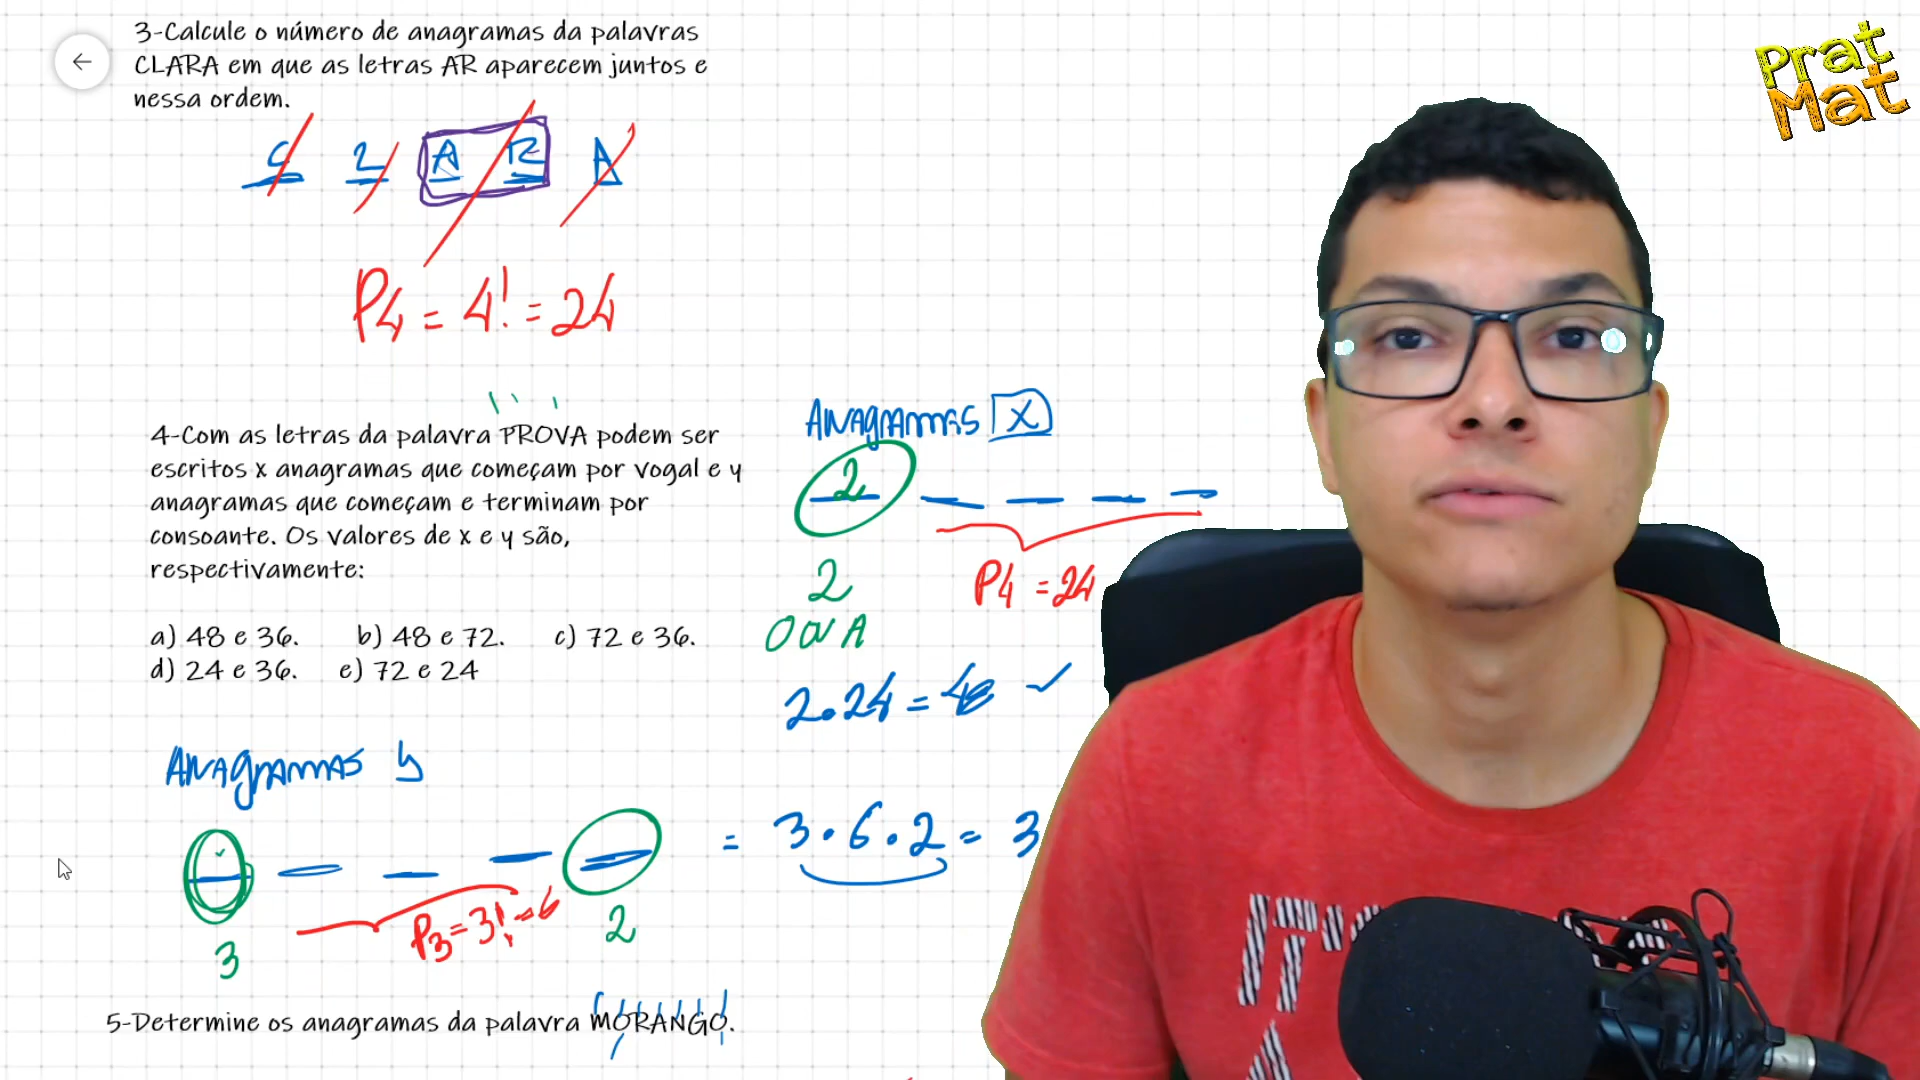 3-Calcule o número de anagramas da palavras
CLARA em que as letras AR aparecem juntos e
nessa ordem.
C L A R A
P4 = 4! = 24
4-Com as letras da palavra PROVA podem ser
escritos x anagramas que começam por vogal e y
anagramas que começam e terminam por
consoante. Os valores de x e y são,
respectivamente:
a) 48 e 36. b) 48 e 72. c) 72 e 36.
d) 24 e 36. e) 72 e 24
ANAgrAmAS X
2
2
P4 = 24
O ou A
2.24 = 48
ANAgrAmAS y
3
P3 = 3! = 6
2
= 3.6.2 = 3
5-Determine os anagramas da palavra MORANGO.
Prat
Mat
IT'S